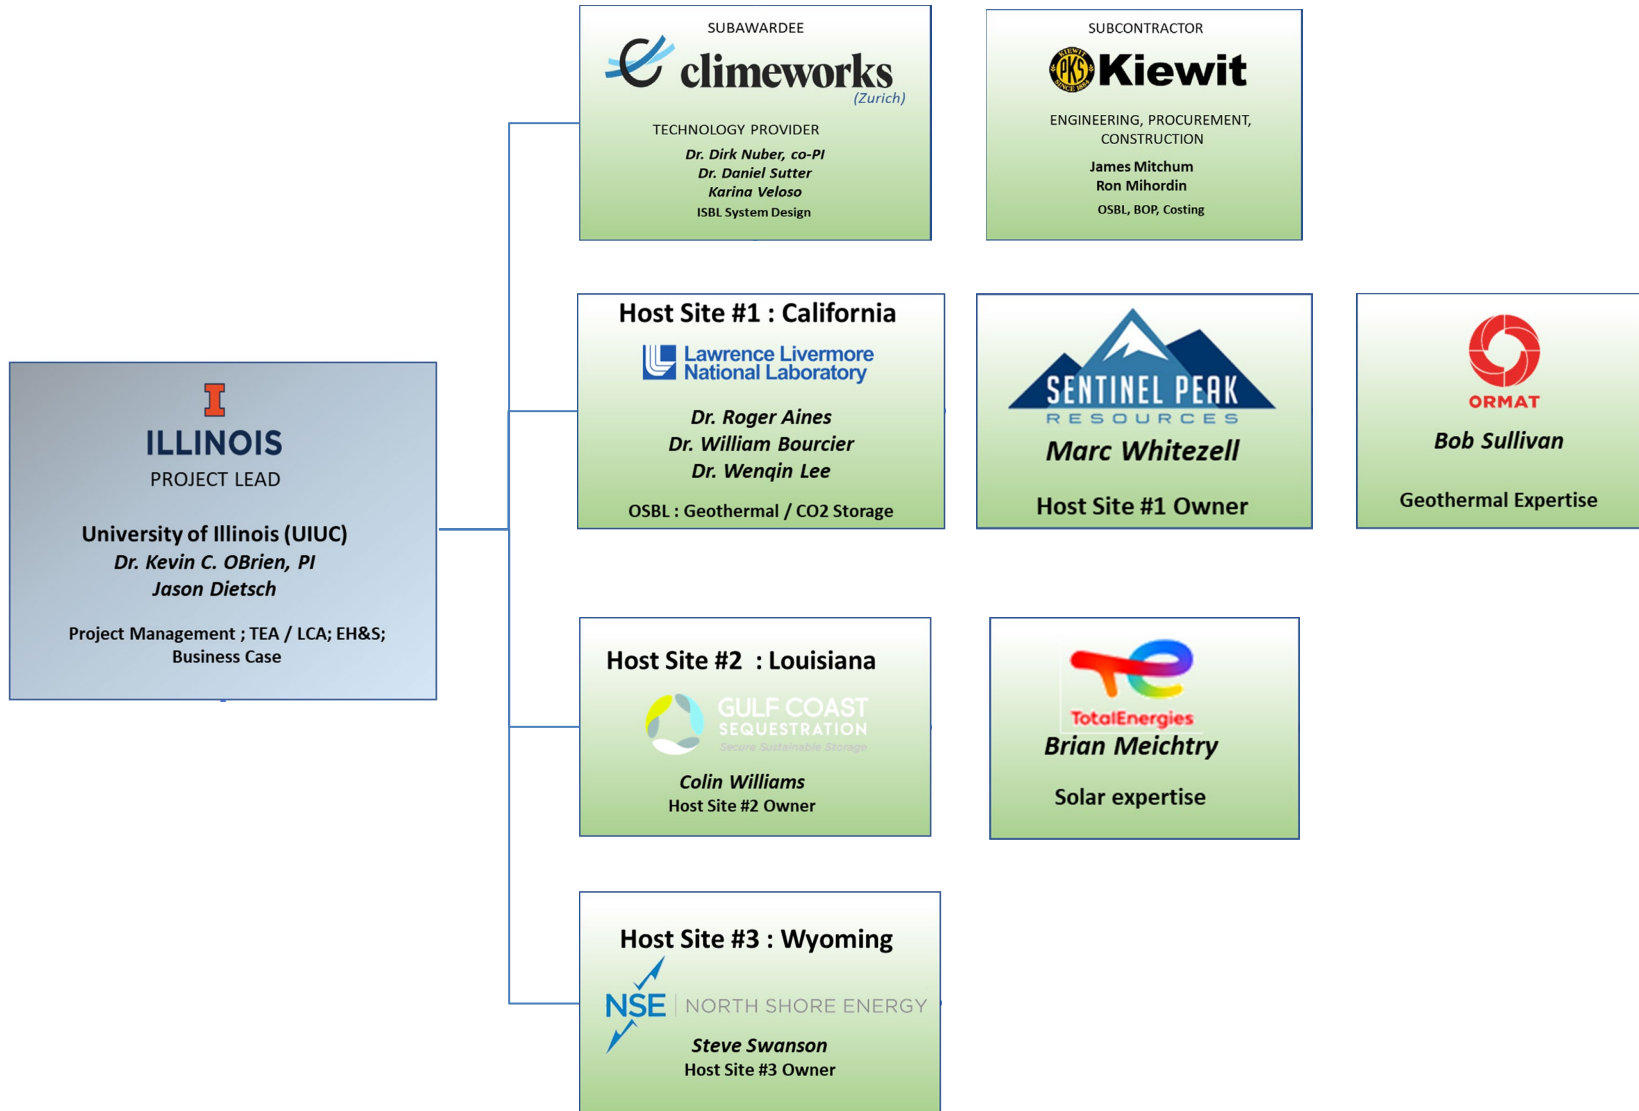 SUBAWARDEE
climeworks
(Zurich)
TECHNOLOGY PROVIDER
Dr. Dirk Nuber, co-PI
Dr. Daniel Sutter
Karina Veloso
ISBL System Design
SUBCONTRACTOR
KIEWIT
PKS
SINCE 1884
Kiewit
ENGINEERING, PROCUREMENT,
CONSTRUCTION
James Mitchum
Ron Mihordin
OSBL, BOP, Costing
ILLINOIS
PROJECT LEAD
University of Illinois (UIUC)
Dr. Kevin C. OBrien, PI
Jason Dietsch
Project Management ; TEA / LCA; EH&S;
Business Case
Host Site #1 : California
Lawrence Livermore
National Laboratory
Dr. Roger Aines
Dr. William Bourcier
Dr. Wenqin Lee
OSBL : Geothermal / CO2 Storage
SENTINEL PEAK
RESOURCES
Marc Whitezell
Host Site #1 Owner
ORMAT
Bob Sullivan
Geothermal Expertise
Host Site #2 : Louisiana
GULF COAST
SEQUESTRATION
Secure Sustainable Storage
Colin Williams
Host Site #2 Owner
TotalEnergies
Brian Meichtry
Solar expertise
Host Site #3 : Wyoming
NSE | NORTH SHORE ENERGY
Steve Swanson
Host Site #3 Owner